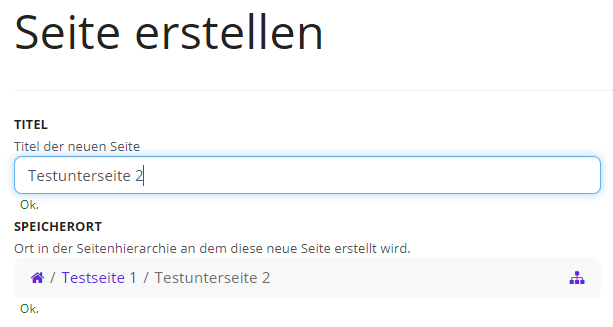 Seite erstellen
TITEL
Titel der neuen Seite
Testunterseite 2
Ok.
SPEICHERORT
Ort in der Seitenhierarchie an dem diese neue Seite erstellt wird.
/ Testseite 1 / Testunterseite 2
Ok.